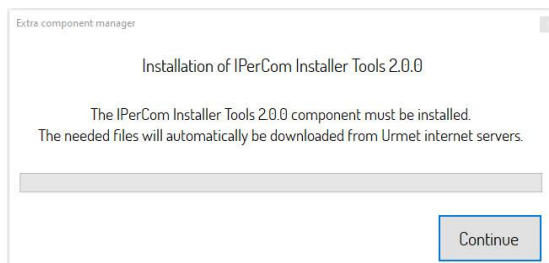 Extra component manager
Installation of IPerCom Installer Tools 2.0.0
The IPerCom Installer Tools 2.0.0 component must be installed.
The needed files will automatically be downloaded from Urmet internet servers.
Continue